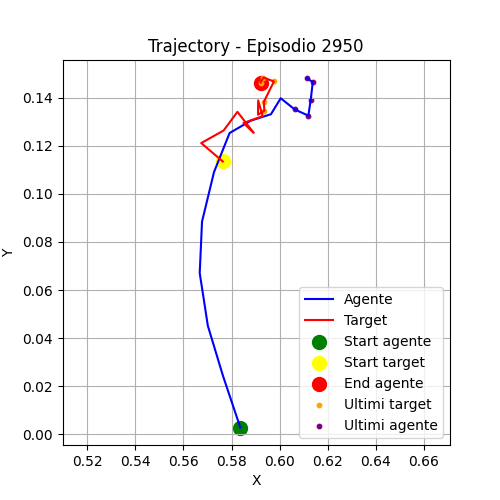 Trajectory - Episodio 2950
Y
0.14
0.12
0.10
0.08
0.06
0.04
0.02
0.00
Agente
Target
Start agente
Start target
End agente
Ultimi target
Ultimi agente
0.52 0.54 0.56 0.58 0.60 0.62 0.64 0.66
X